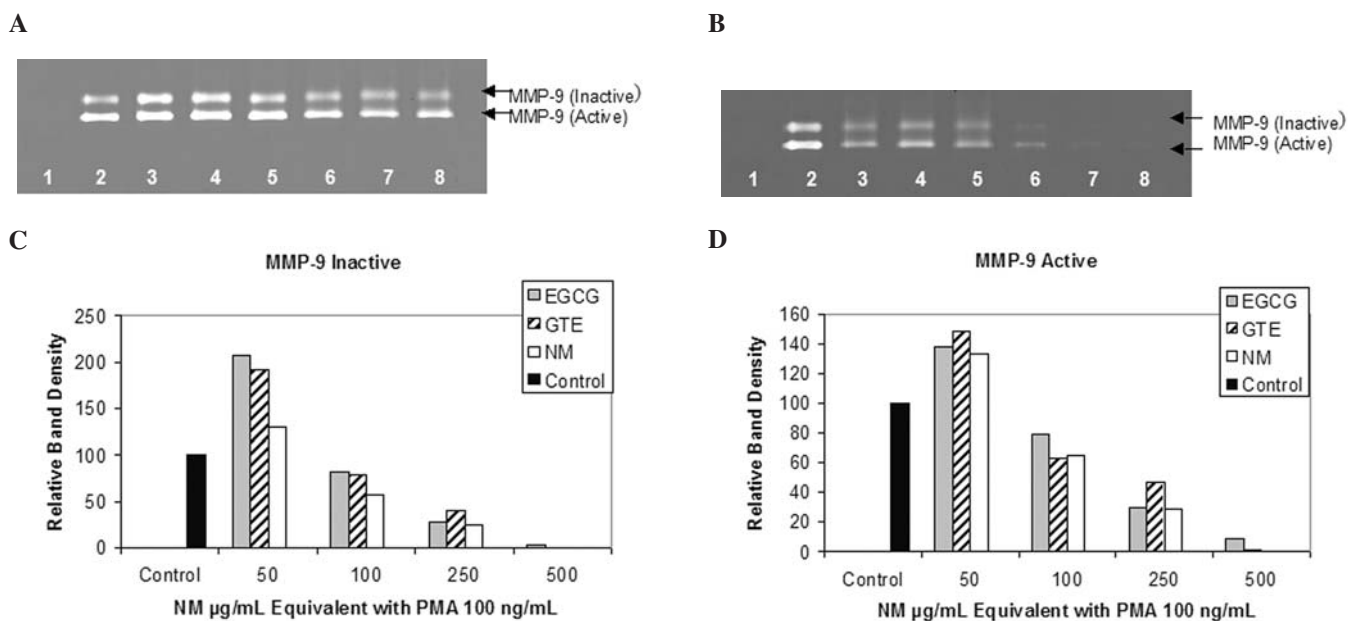 A
B
MMP-9 (Inactive)
MMP-9 (Active)
1 2 3 4 5 6 7 8
MMP-9 (Inactive)
MMP-9 (Active)
1 2 3 4 5 6 7 8
C
D
MMP-9 Inactive
EGCG
GTE
NM
Control
Relative Band Density
250
200
150
100
50
0
Control 50 100 250 500
NM µg/mL Equivalent with PMA 100 ng/mL
MMP-9 Active
EGCG
GTE
NM
Control
Relative Band Density
160
140
120
100
80
60
40
20
0
Control 50 100 250 500
NM µg/mL Equivalent with PMA 100 ng/mL